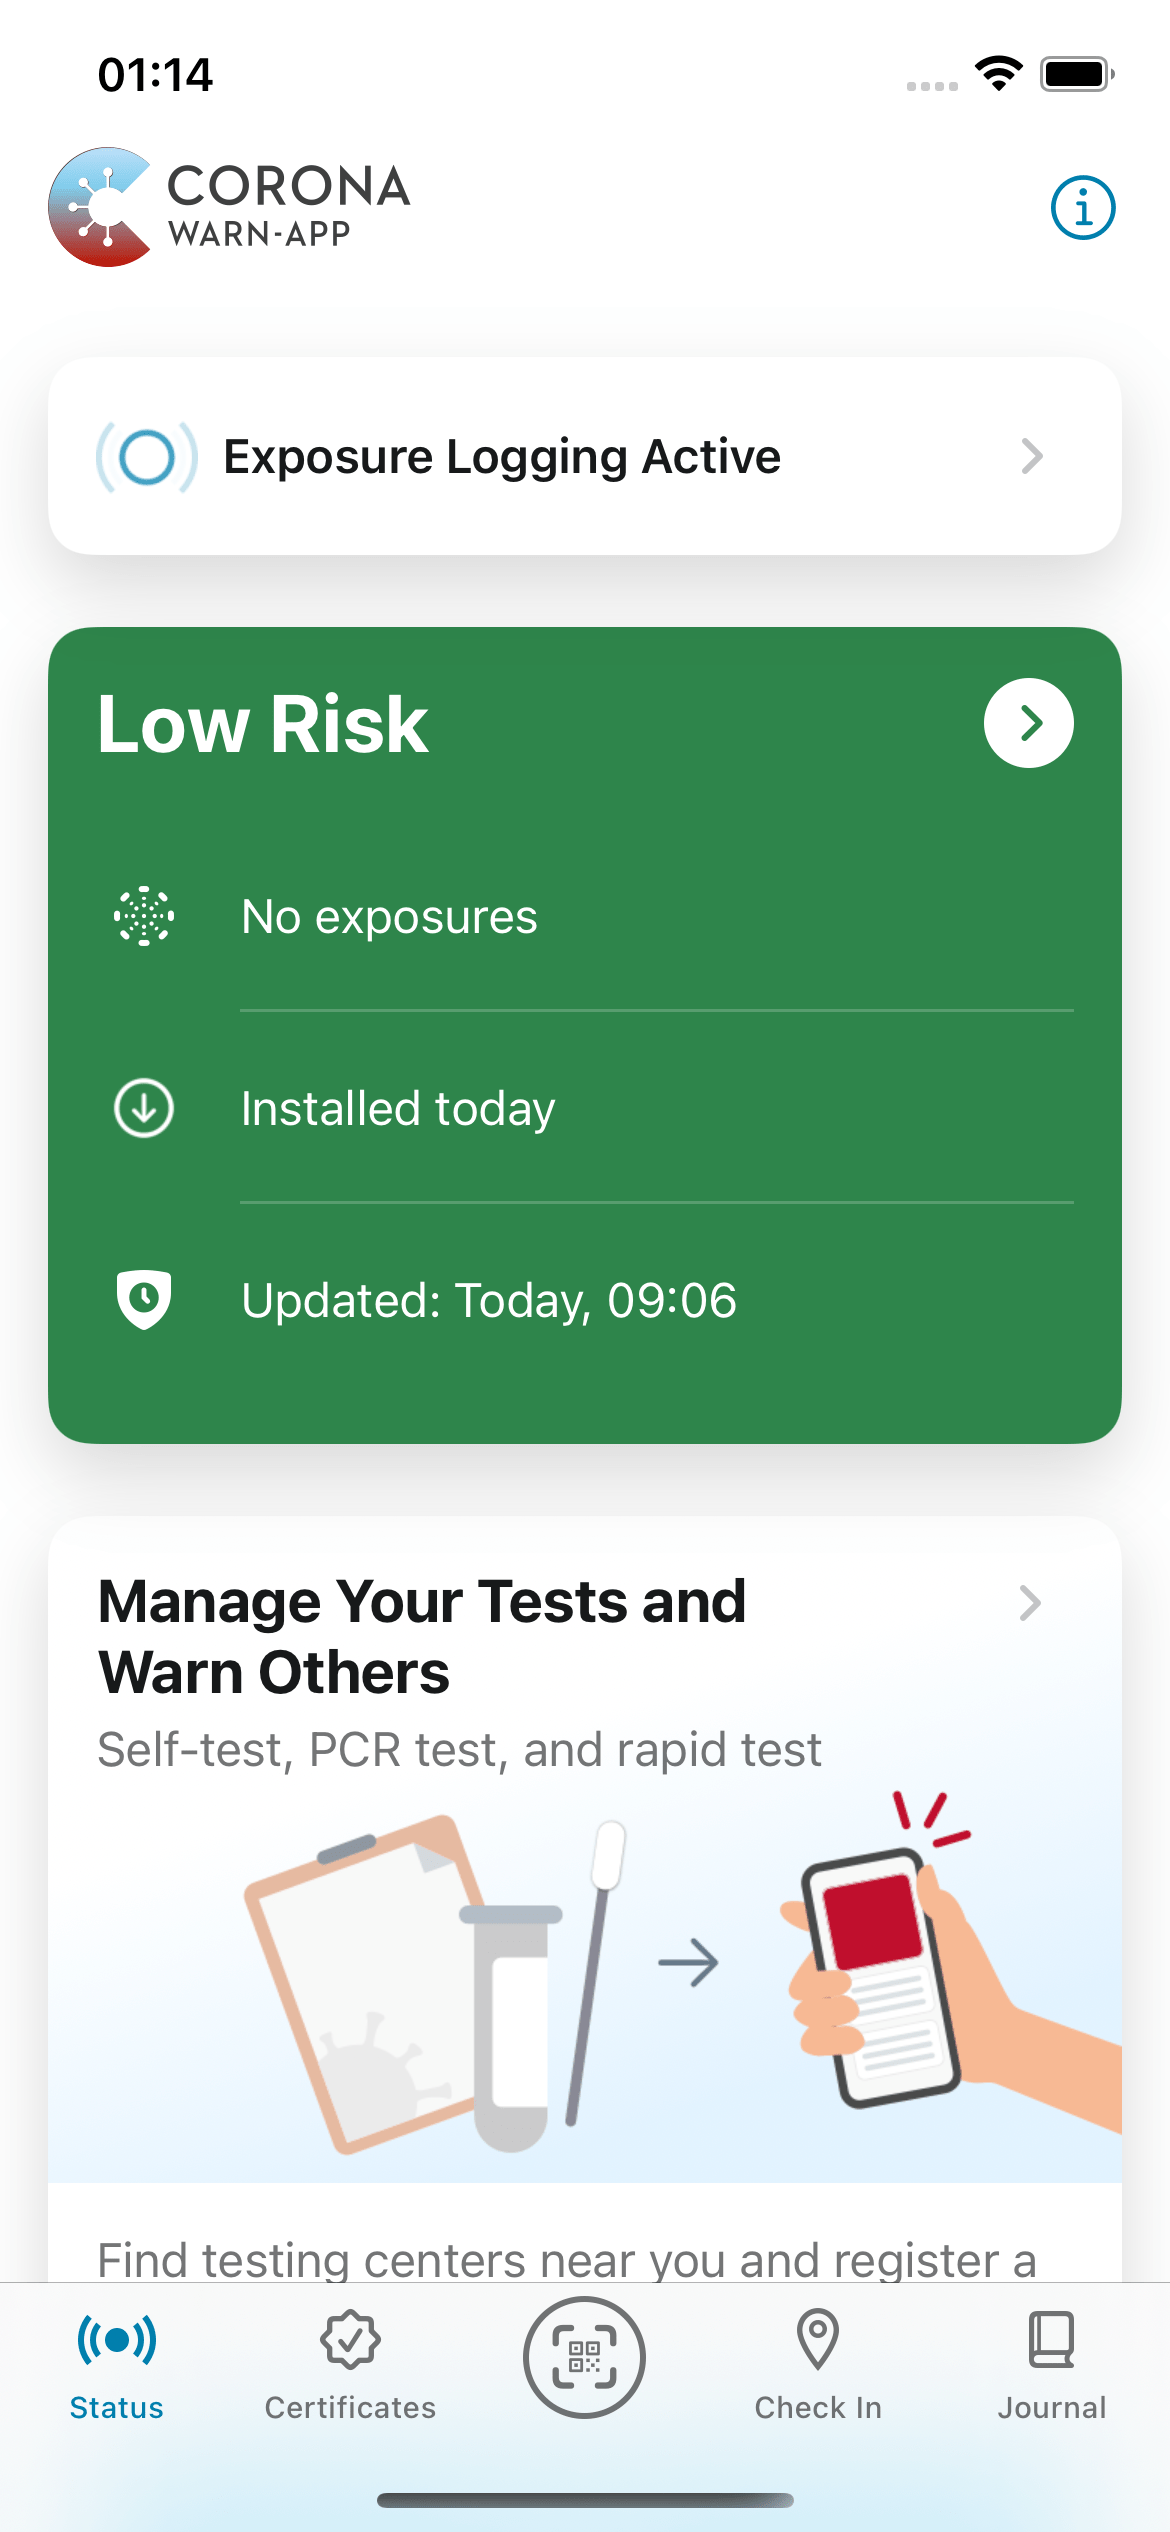 01:14
CORONA
WARN-APP
Exposure Logging Active
Low Risk
No exposures
Installed today
Updated: Today, 09:06
Manage Your Tests and
Warn Others
Self-test, PCR test, and rapid test
Find testing centers near you and register a
Status
Certificates
Check In
Journal